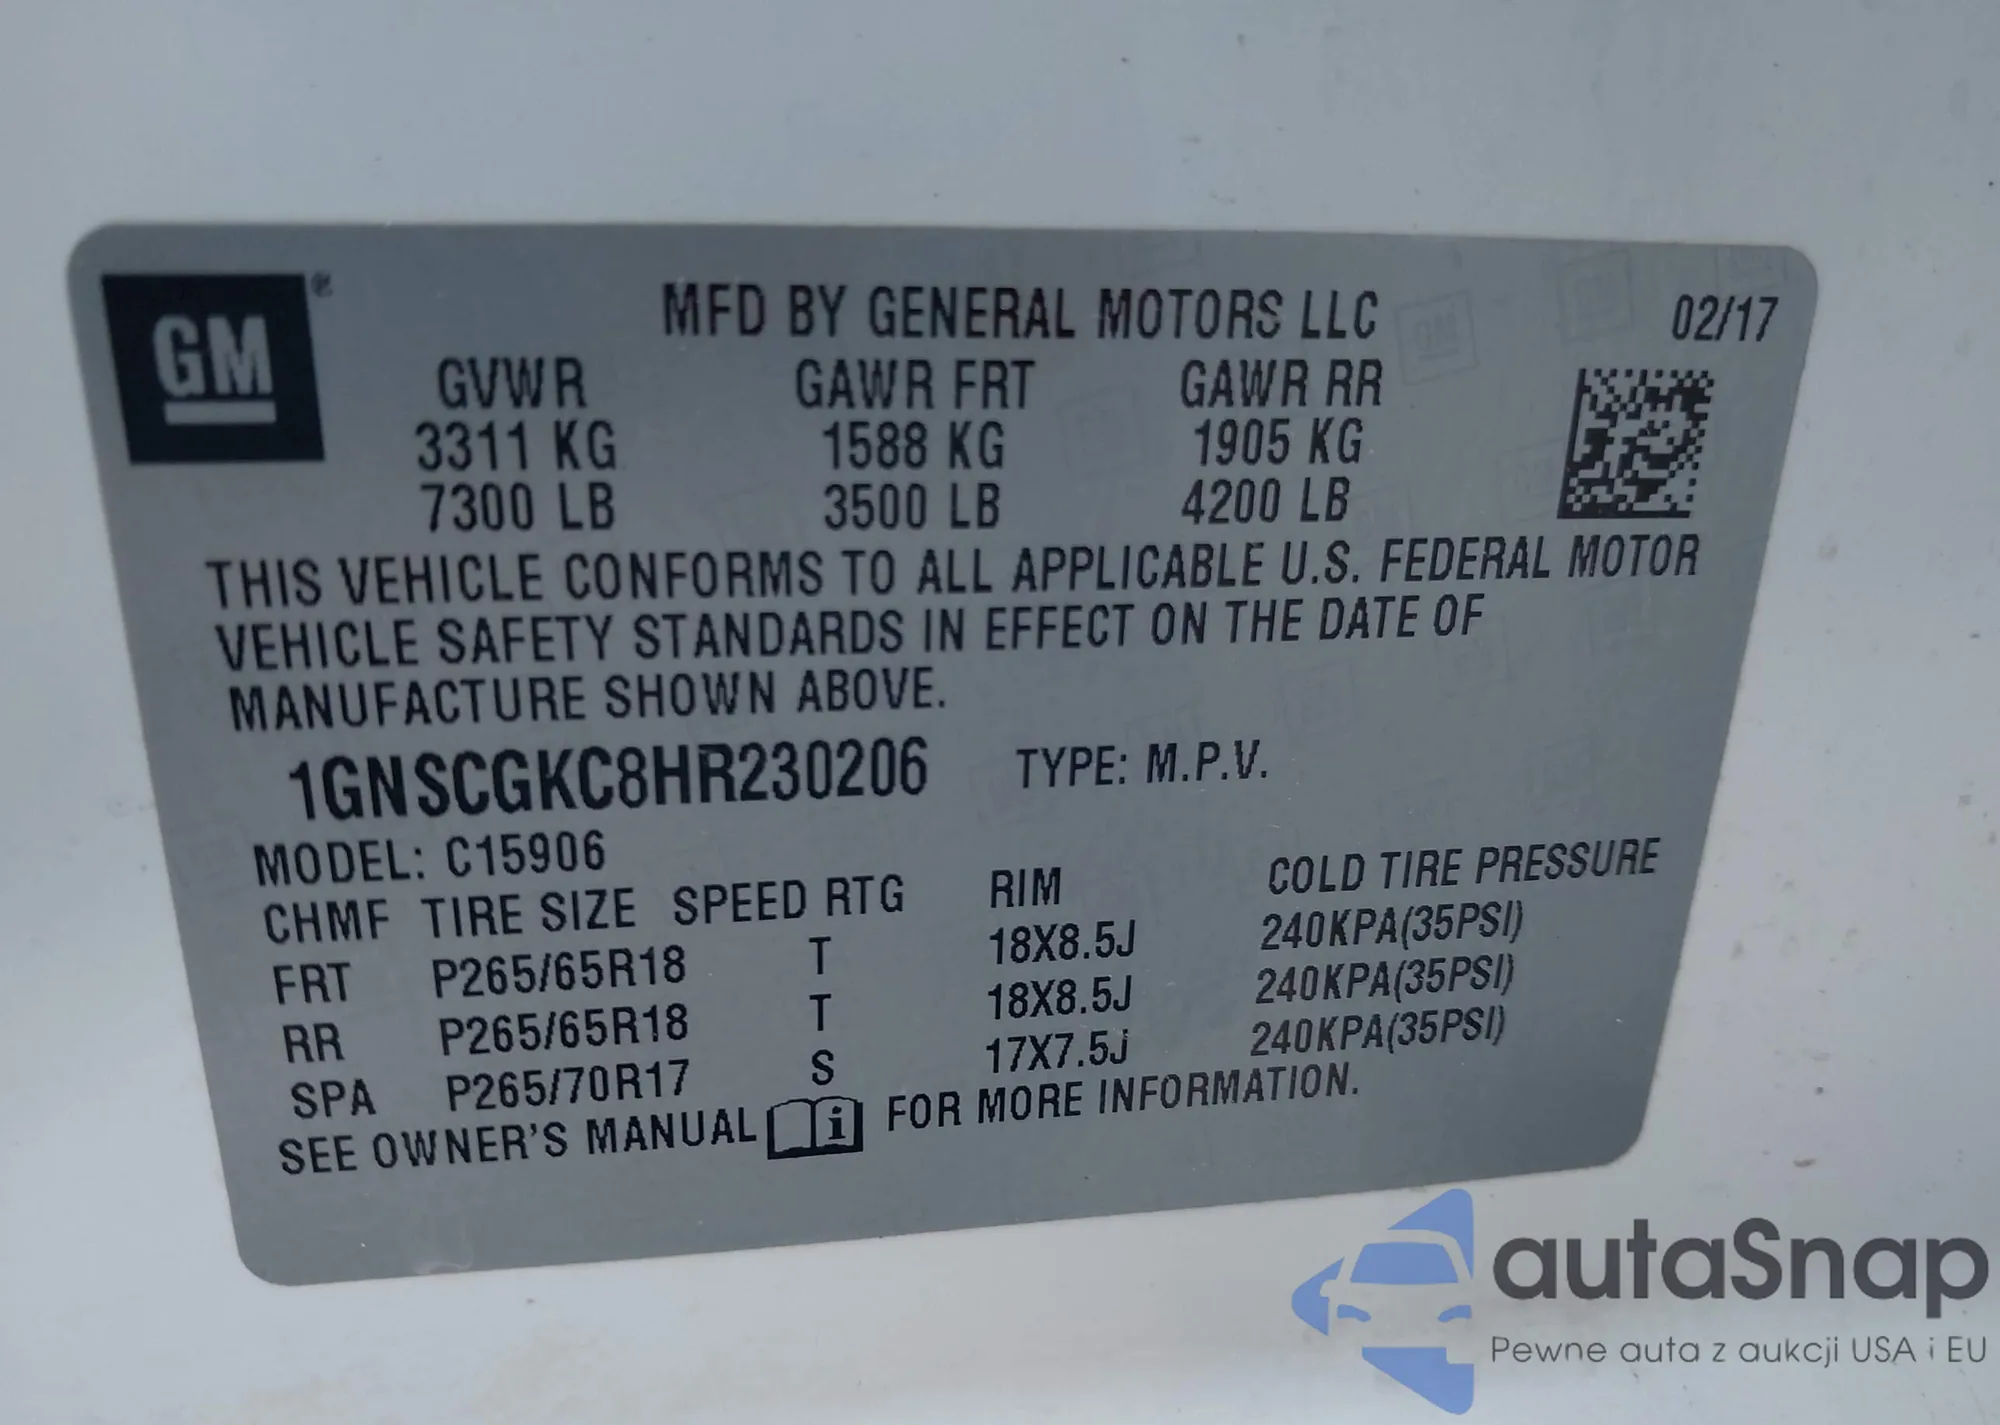 GM®
MFD BY GENERAL MOTORS LLC 02/17
GVWR GAWR FRT GAWR RR
3311 KG 1588 KG 1905 KG
7300 LB 3500 LB 4200 LB
THIS VEHICLE CONFORMS TO ALL APPLICABLE U.S. FEDERAL MOTOR
VEHICLE SAFETY STANDARDS IN EFFECT ON THE DATE OF
MANUFACTURE SHOWN ABOVE.
1GNSCGKC8HR230206 TYPE: M.P.V.
MODEL: C15906
CHMF TIRE SIZE SPEED RTG RIM COLD TIRE PRESSURE
FRT P265/65R18 T 18X8.5J 240KPA(35PSI)
RR P265/65R18 T 18X8.5J 240KPA(35PSI)
SPA P265/70R17 S 17X7.5J 240KPA(35PSI)
SEE OWNER'S MANUAL i FOR MORE INFORMATION.
autaSnap
Pewne auta z aukcji USA i EU